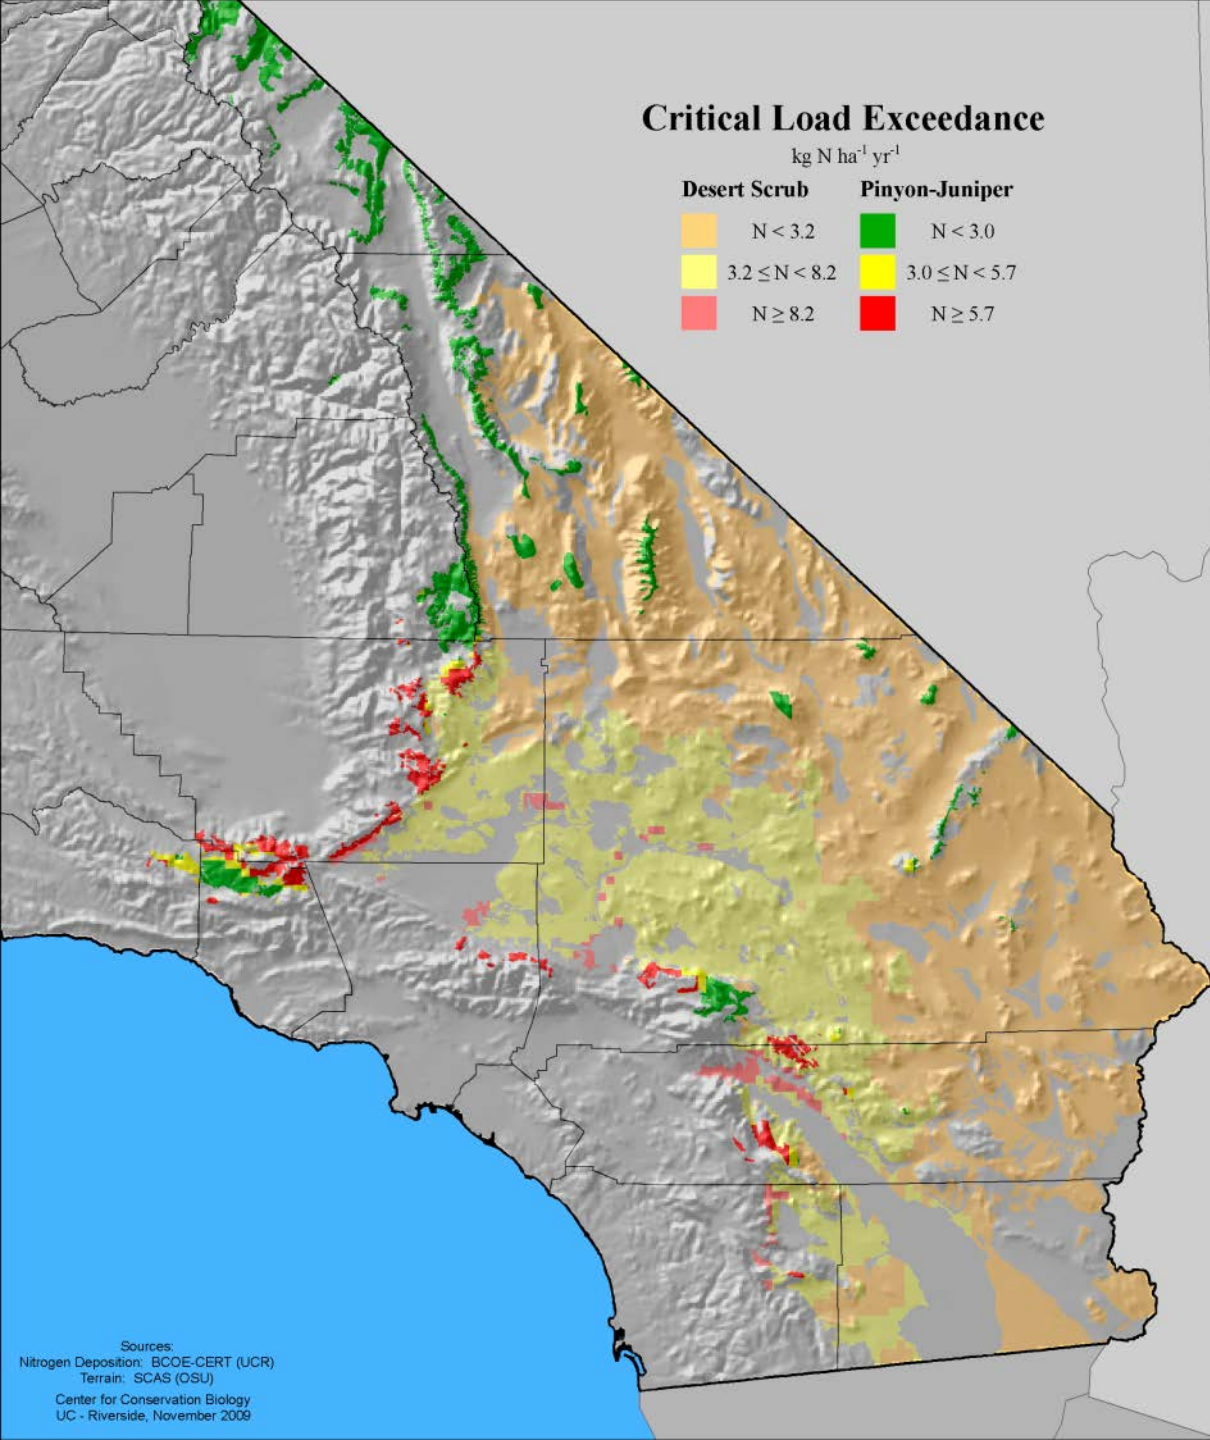 Critical Load Exceedance
kg N ha⁻¹ yr⁻¹
Desert Scrub Pinyon-Juniper
N < 3.2 N < 3.0
3.2 ≤ N < 8.2 3.0 ≤ N < 5.7
N ≥ 8.2 N ≥ 5.7
Sources:
Nitrogen Deposition: BCOE-CERT (UCR)
Terrain: SCAS (OSU)
Center for Conservation Biology
UC - Riverside, November 2009